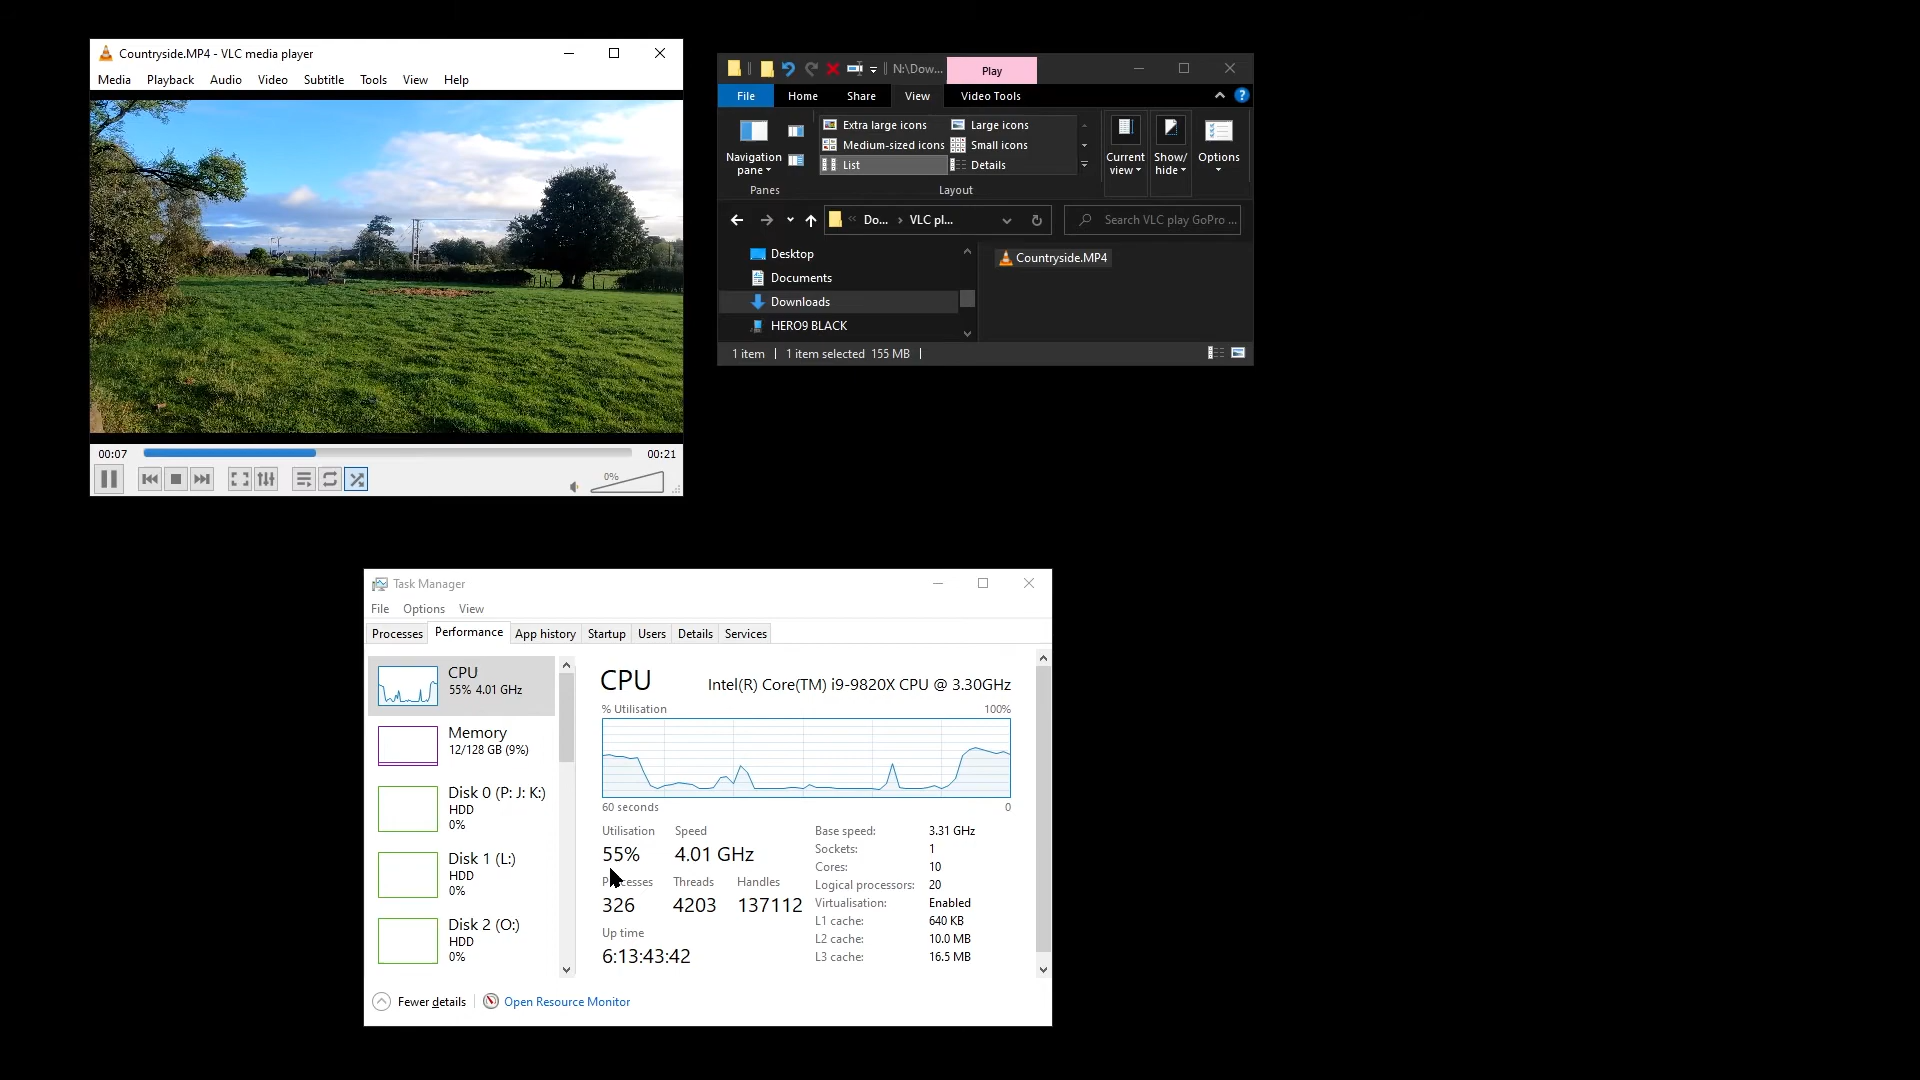 Countryside.MP4 - VLC media player
Media Playback Audio Video Subtitle Tools View Help
00:07 00:21
0%
N:\Dow... Play
File Home Share View Video Tools
Navigation pane
Extra large icons Large icons
Medium-sized icons Small icons
List Details
Current view
Show/ hide
Options
Panes Layout
Do... VL pl...
Search VLC play GoPro ...
Desktop
Documents
Downloads
HERO9 BLACK
Countryside.MP4
1 item 1 item selected 155 MB
Task Manager
File Options View
Processes Performance App history Startup Users Details Services
CPU
55% 4.01 GHz
Memory
12/128 GB (9%)
Disk 0 (P: J: K:)
HDD
0%
Disk 1 (L:)
HDD
0%
Disk 2 (O:)
HDD
0%
CPU Intel(R) Core(TM) i9-9820X CPU @ 3.30GHz
% Utilisation 100%
60 seconds 0
Utilisation Speed
55% 4.01 GHz
Threads Handles
326 4203 137112
Up time
6:13:43:42
Base speed: 3.31 GHz
Sockets: 1
Cores: 10
Logical processors: 20
Virtualisation: Enabled
L1 cache: 640 KB
L2 cache: 10.0 MB
L3 cache: 16.5 MB
Fewer details Open Resource Monitor